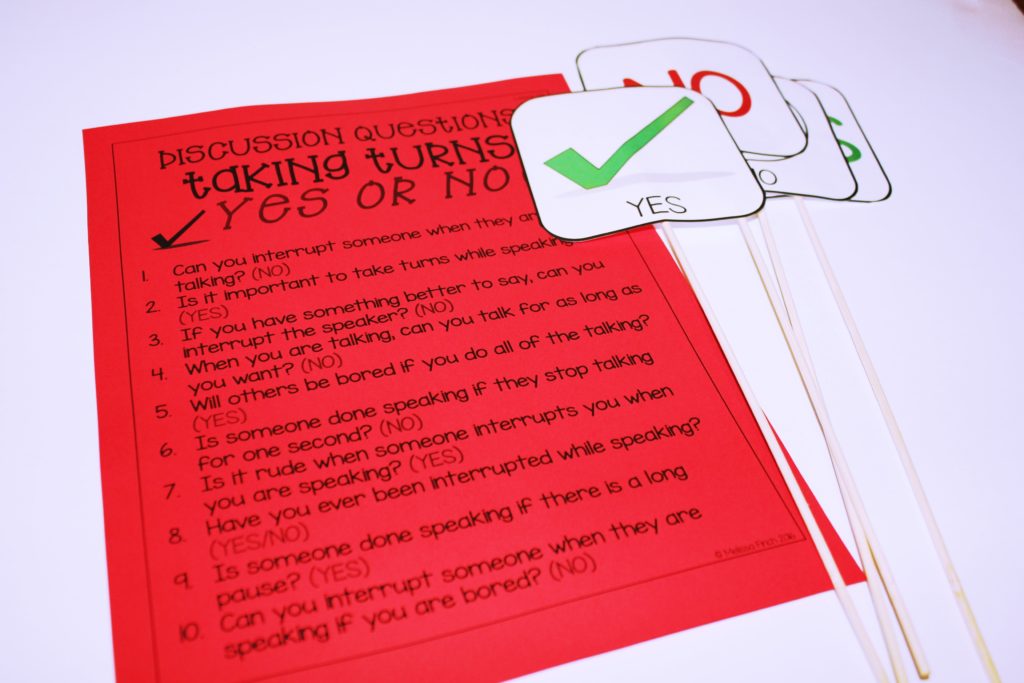 DISCUSSION QUESTIONS
TAKING TURNS
YES OR NO
1. Can you interrupt someone when they are
talking? (NO)
2. Is it important to take turns while speaking
(YES)
3. If you have something better to say, can you
interrupt the speaker? (NO)
4. When you are talking, can you talk for as long as
you want? (NO)
5. Will others be bored if you do all of the talking?
(YES)
6. Is someone done speaking if they stop talking
for one second? (NO)
7. Is it rude when someone interrupts you when
you are speaking? (YES)
8. Have you ever been interrupted while speaking?
(YES/NO)
9. Is someone done speaking if there is a long
pause? (YES)
10. Can you interrupt someone when they are
speaking if you are bored? (NO)
© Melissa Finch 2016
NO
YES